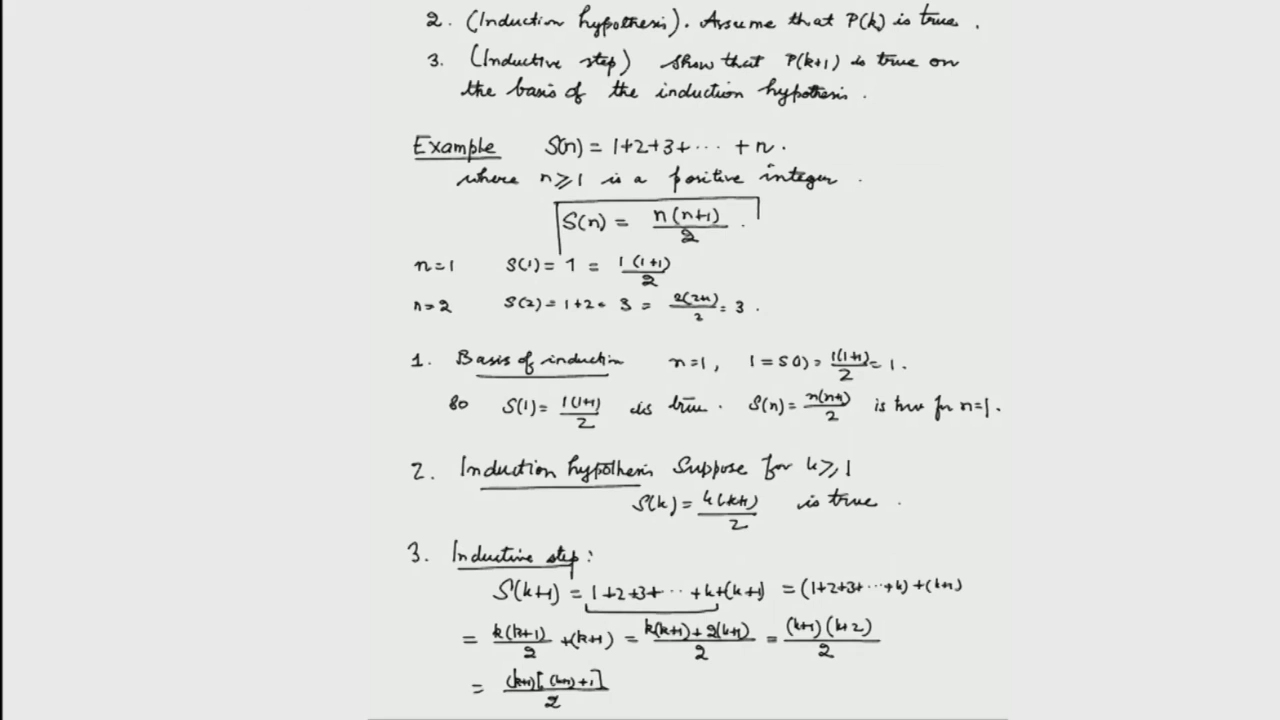 2. (Induction hypothesis). Assume that P(k) is true.
3. (Inductive step) show that P(k+1) is true on
the basis of the induction hypothesis.
Example S(n) = 1+2+3+⋯ + n.
where n ⩾ 1 is a positive integer.
S(n) = n(n+1)/2.
n=1 S(1) = 1 = 1(1+1)/2
n=2 S(2) = 1+2 = 3 = 2(2+1)/2 = 3.
1. Basis of induction n=1, 1 = S(1) = 1(1+1)/2 = 1.
so S(1) = 1(1+1)/2 is true. S(n) = n(n+1)/2 is true for n=1.
2. Induction hypothesis Suppose for k ⩾ 1
S(k) = k(k+1)/2 is true.
3. Inductive step:
S(k+1) = 1+2+3+⋯+k+(k+1) = (1+2+3+⋯+k)+(k+1)
= k(k+1)/2 +(k+1) = k(k+1)+2(k+1)/2 = (k+1)(k+2)/2
= (k+1)[(k+1)+1]/2